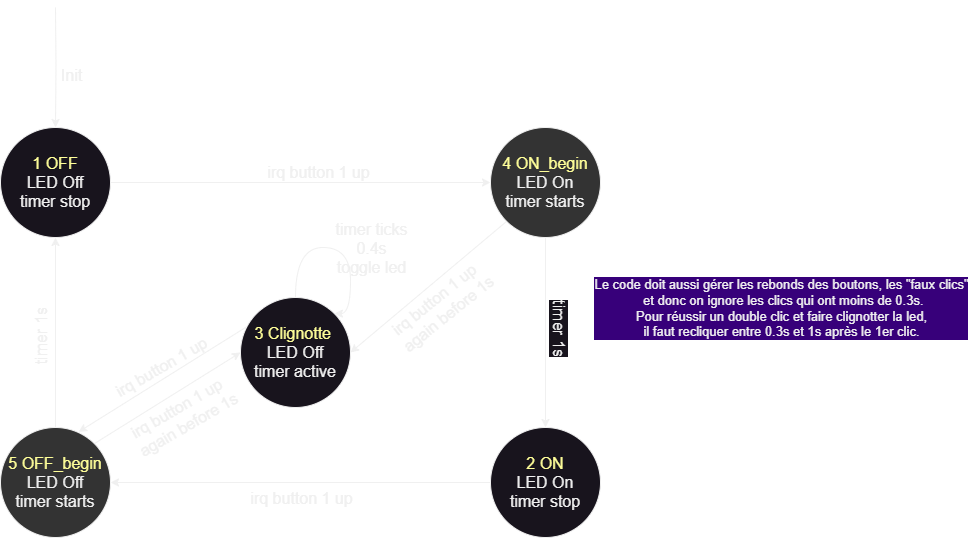 Init
1 OFF
LED Off
timer stop
irq button 1 up
4 ON_begin
LED On
timer starts
timer ticks
0.4s
toggle led
irq button 1 up
again before 1s
timer 1s
Le code doit aussi gérer les rebonds des boutons, les "faux clics"
et donc on ignore les clics qui ont moins de 0.3s.
Pour réussir un double clic et faire clignotter la led,
il faut recliquer entre 0.3s et 1s après le 1er clic.
timer 1s
3 Clignotte
LED Off
timer active
irq button 1 up
irq button 1 up
again before 1s
5 OFF_begin
LED Off
timer starts
irq button 1 up
2 ON
LED On
timer stop